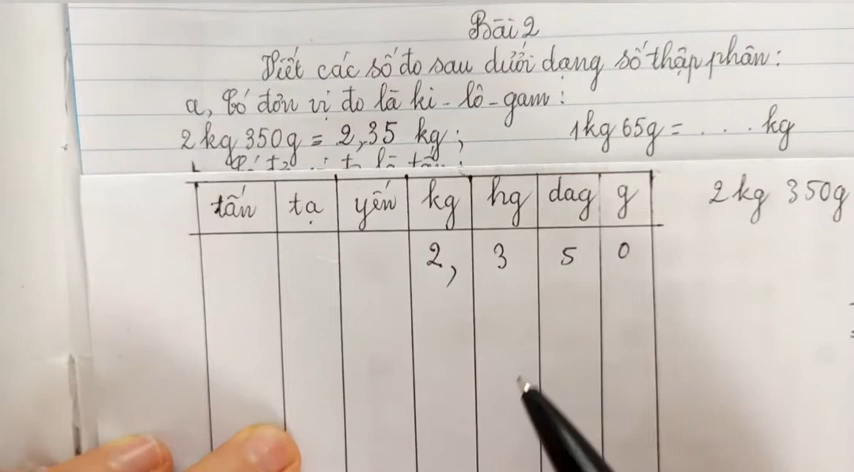 Bài 2
Viết các số đo sau dưới dạng số thập phân:
a, Có đơn vị đo là ki-lô-gam:
2kg 350g = 2,35 kg; 1kg 65g = . . . . kg
tấn tạ yến kg hg dag g
2, 3 5 0
2kg 350g